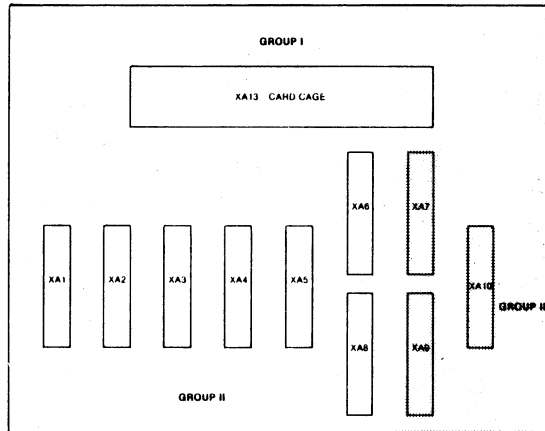 GROUP I
XA13 CARD CAGE
XA6
XA7
XA1
XA2
XA3
XA4
XA5
XA10
GROUP II
XA8
XA9
GROUP II